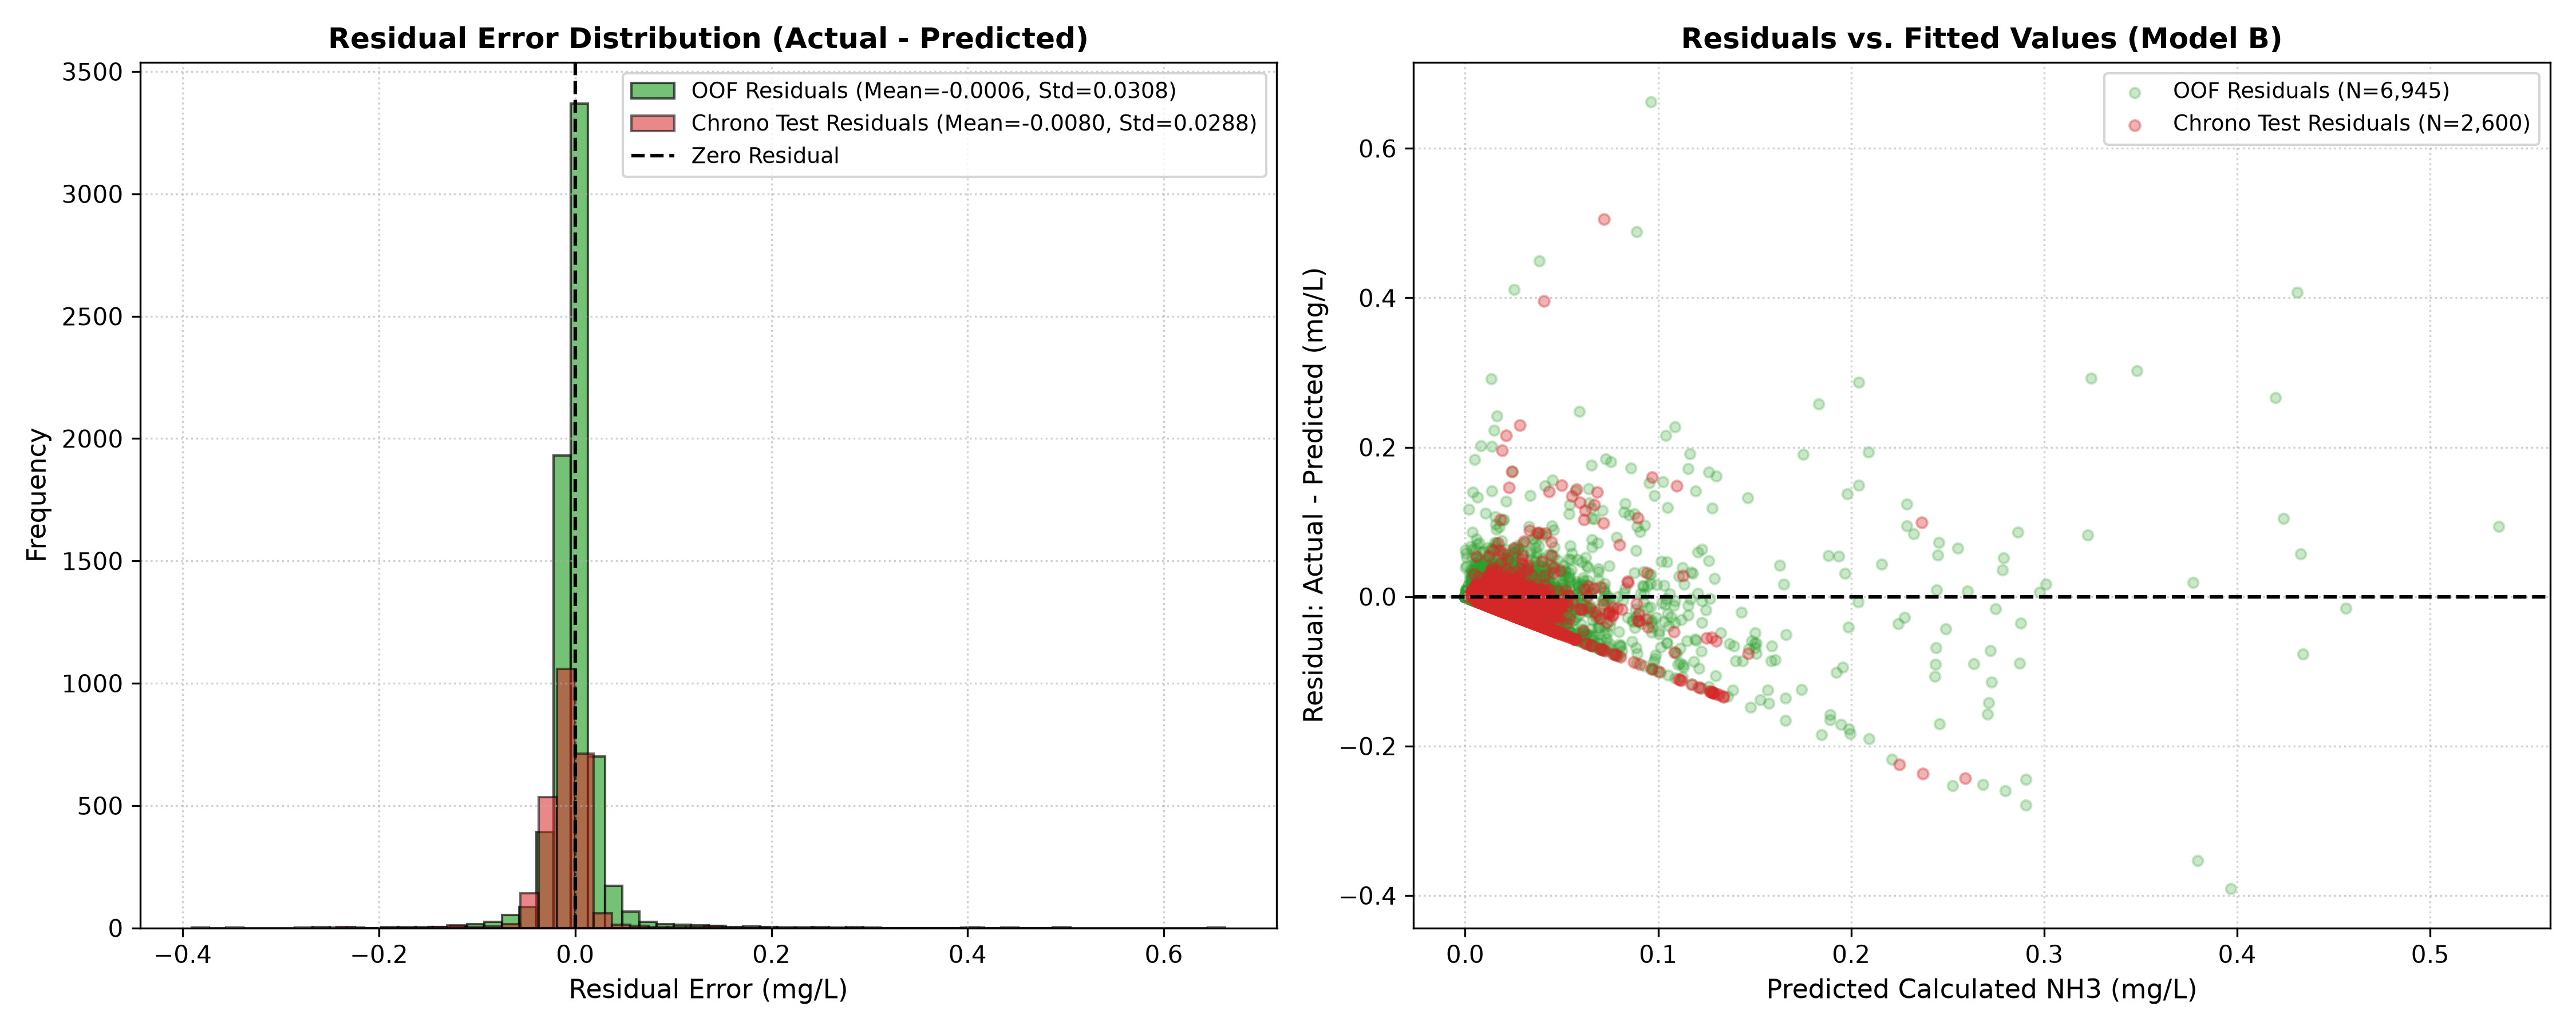 Residual Error Distribution (Actual - Predicted)
3500
3000
2500
2000
1500
1000
500
0
Frequency
OOF Residuals (Mean=-0.0006, Std=0.0308)
Chrono Test Residuals (Mean=-0.0080, Std=0.0288)
Zero Residual
−0.4 −0.2 0.0 0.2 0.4 0.6
Residual Error (mg/L)
Residuals vs. Fitted Values (Model B)
0.6
0.4
0.2
0.0
−0.2
−0.4
Residual: Actual - Predicted (mg/L)
OOF Residuals (N=6,945)
Chrono Test Residuals (N=2,600)
0.0 0.1 0.2 0.3 0.4 0.5
Predicted Calculated NH3 (mg/L)